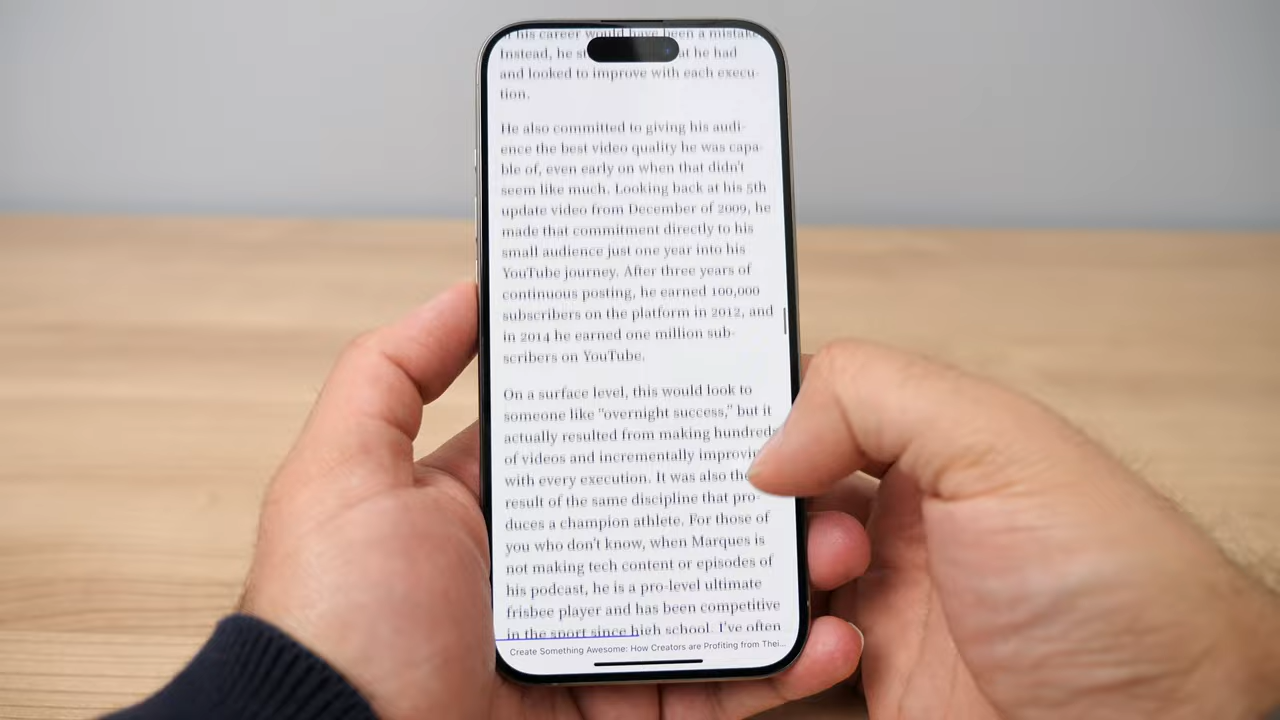 his career would have been a mistake
Instead, he at he had
and looked to improve with each execu-
tion.
He also committed to giving his audi-
ence the best video quality he was capa-
ble of, even early on when that didn't
seem like much. Looking back at his 5th
update video from December of 2009, he
made that commitment directly to his
small audience just one year into his
YouTube journey. After three years of
continuous posting, he earned 100,000
subscribers on the platform in 2012, and
in 2014 he earned one million sub-
scribers on YouTube.
On a surface level, this would look to
someone like "overnight success," but it
actually resulted from making hundreds
of videos and incrementally
with every execution. It was also the
result of the same discipline that pro-
duces a champion athlete. For those of
you who don't know, when Marques is
not making tech content or episodes of
his podcast, he is a pro-level ultimate
frisbee player and has been competitive
in the sport since high school. I've often
Create Something Awesome: How Creators are Profiting from Thei...